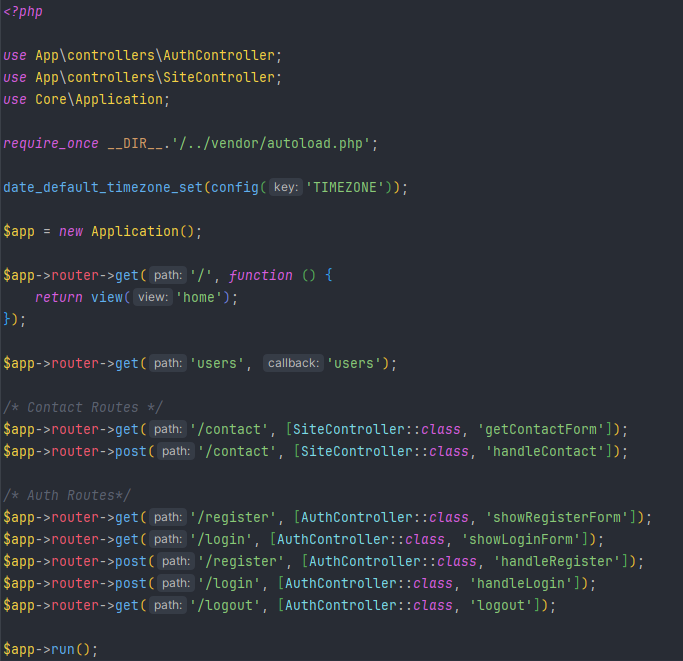 <?php
use App\controllers\AuthController;
use App\controllers\SiteController;
use Core\Application;
require_once __DIR__.'/../vendor/autoload.php';
date_default_timezone_set(config( key: 'TIMEZONE'));
$app = new Application();
$app->router->get( path: '/', function () {
    return view( view: 'home');
});
$app->router->get( path: 'users', callback: 'users');
/* Contact Routes */
$app->router->get( path: '/contact', [SiteController::class, 'getContactForm']);
$app->router->post( path: '/contact', [SiteController::class, 'handleContact']);
/* Auth Routes*/
$app->router->get( path: '/register', [AuthController::class, 'showRegisterForm']);
$app->router->get( path: '/login', [AuthController::class, 'showLoginForm']);
$app->router->post( path: '/register', [AuthController::class, 'handleRegister']);
$app->router->post( path: '/login', [AuthController::class, 'handleLogin']);
$app->router->get( path: '/logout', [AuthController::class, 'logout']);
$app->run();